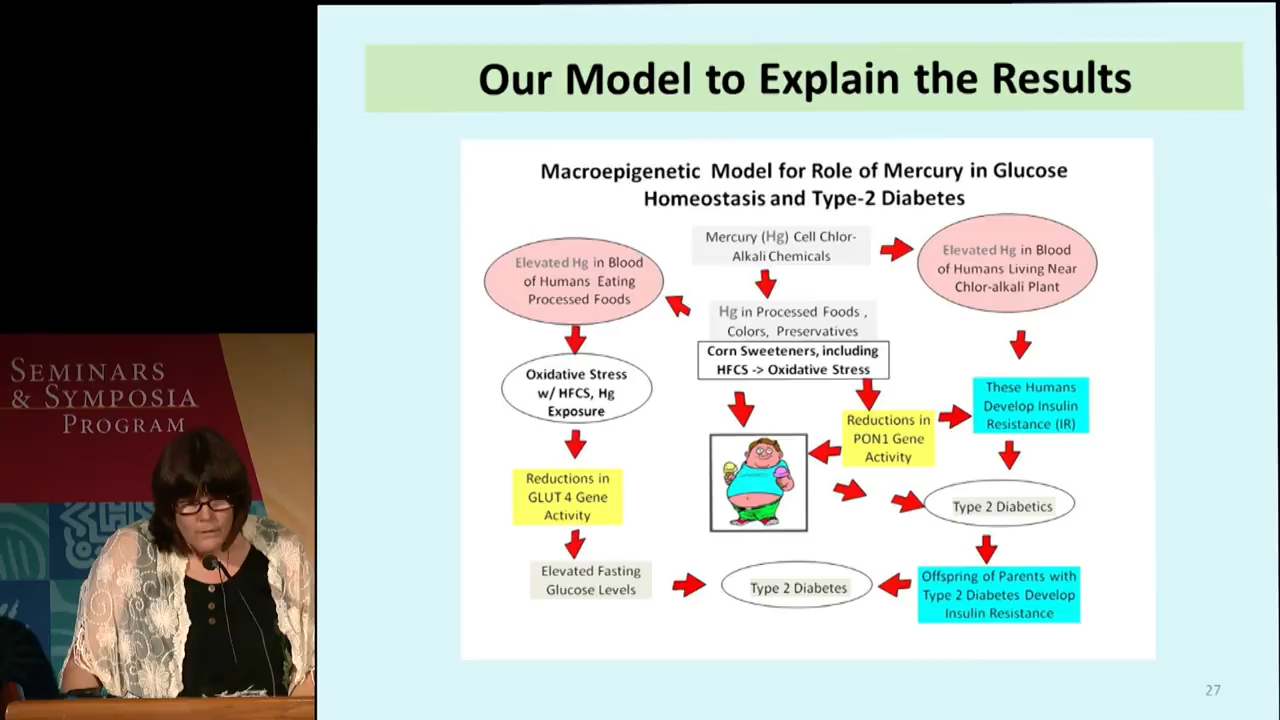 Our Model to Explain the Results
Macroepigenetic Model for Role of Mercury in Glucose
Homeostasis and Type-2 Diabetes
Mercury (Hg) Cell Chlor-
Alkali Chemicals
Elevated Hg in Blood
of Humans Eating
Processed Foods
Elevated Hg in Blood
of Humans Living Near
Chlor-alkali Plant
Hg in Processed Foods ,
Colors, Preservatives
Corn Sweeteners, including
HFCS -> Oxidative Stress
Oxidative Stress
w/ HFCS, Hg
Exposure
These Humans
Develop Insulin
Resistance (IR)
Reductions in
PON1 Gene
Activity
Reductions in
GLUT 4 Gene
Activity
Type 2 Diabetics
Elevated Fasting
Glucose Levels
Type 2 Diabetes
Offspring of Parents with
Type 2 Diabetes Develop
Insulin Resistance
27
SEMINARS
& SYMPOSIA
PROGRAM